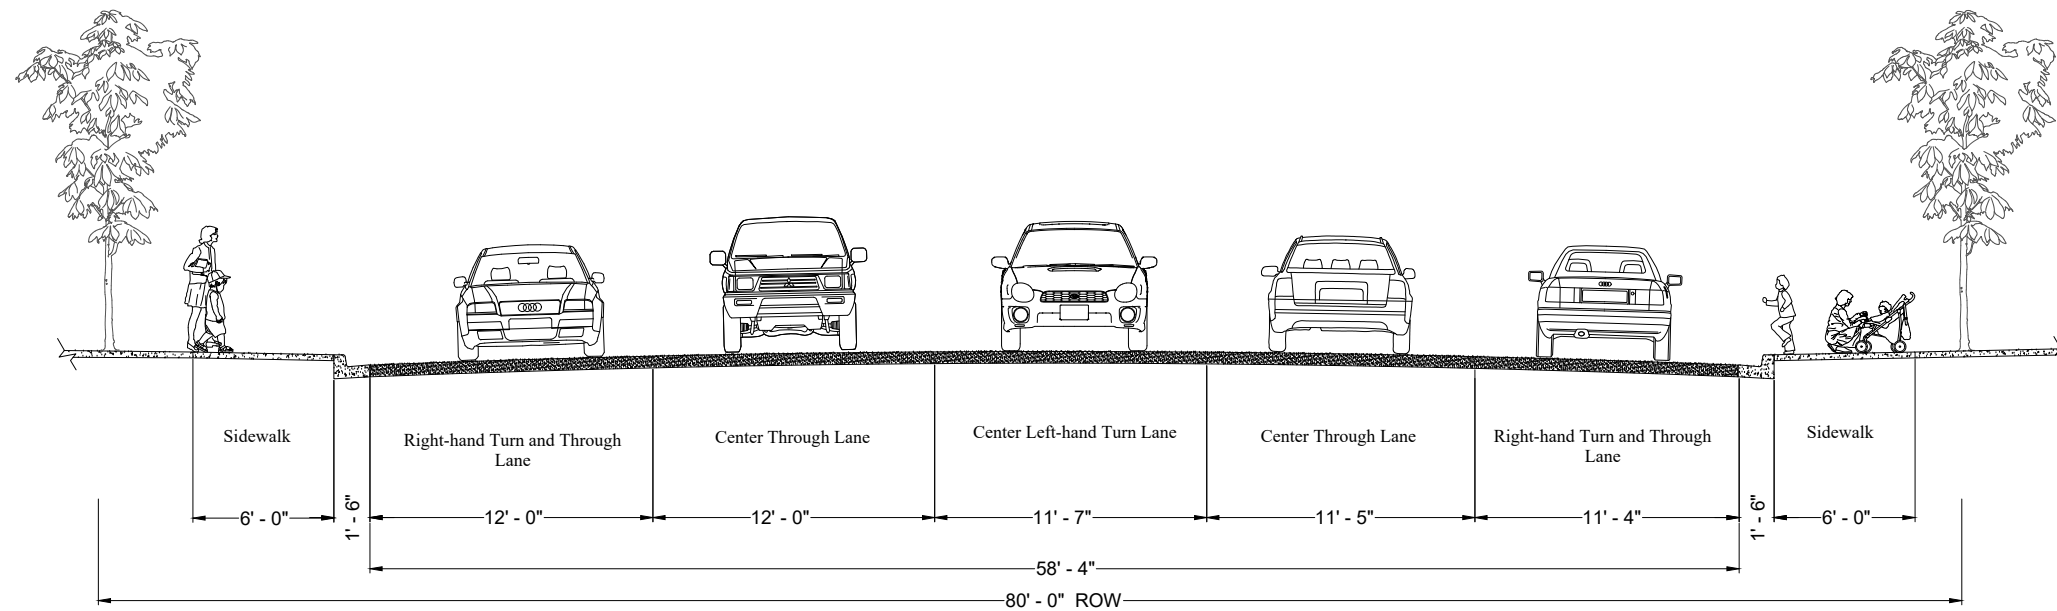 Sidewalk
Right-hand Turn and Through
Lane
Center Through Lane
Center Left-hand Turn Lane
Center Through Lane
Right-hand Turn and Through
Lane
Sidewalk
6' - 0"
1' - 6"
12' - 0"
12' - 0"
11' - 7"
11' - 5"
11' - 4"
1' - 6"
6' - 0"
58' - 4"
80' - 0" ROW